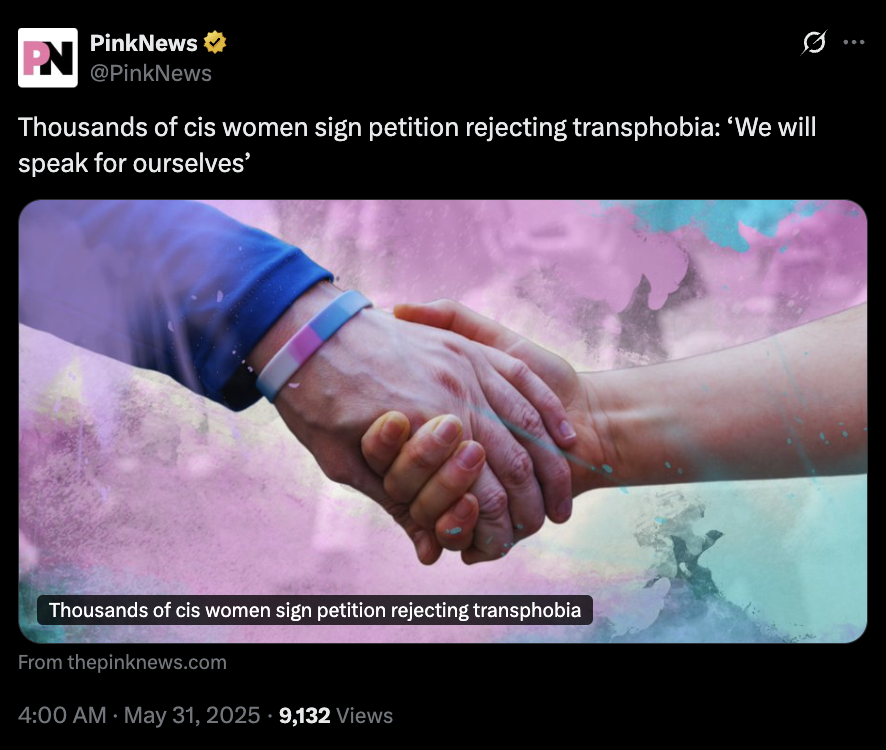 PN
PinkNews
@PinkNews
Thousands of cis women sign petition rejecting transphobia: ‘We will
speak for ourselves’
Thousands of cis women sign petition rejecting transphobia
From thepinknews.com
4:00 AM · May 31, 2025 · 9,132 Views